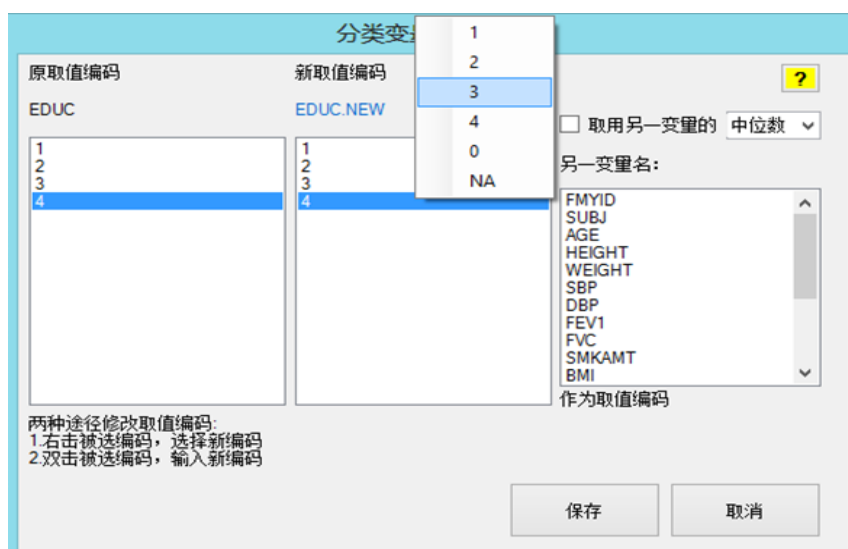 分类变
1
2
3
4
0
NA
原取值编码
新取值编码
?
EDUC
EDUC.NEW
取用另一变量的 中位数
另一变量名:
1
2
3
4
1
2
3
4
FMYID
SUBJ
AGE
HEIGHT
WEIGHT
SBP
DBP
FEV1
FVC
SMKAMT
BMI
作为取值编码
两种途径修改取值编码:
1.右击被选编码，选择新编码
2.双击被选编码，输入新编码
保存
取消